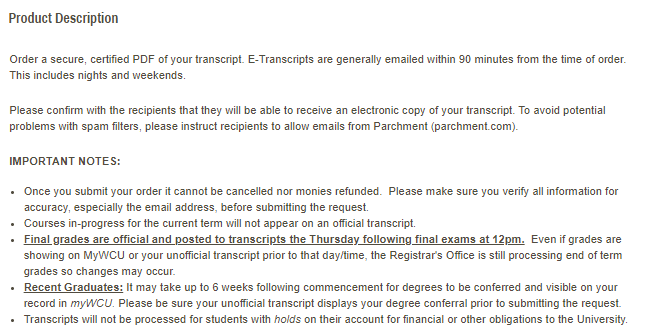 Product Description
Order a secure, certified PDF of your transcript. E-Transcripts are generally emailed within 90 minutes from the time of order.
This includes nights and weekends.
Please confirm with the recipients that they will be able to receive an electronic copy of your transcript. To avoid potential
problems with spam filters, please instruct recipients to allow emails from Parchment (parchment.com).
IMPORTANT NOTES:
• Once you submit your order it cannot be cancelled nor monies refunded.  Please make sure you verify all information for
accuracy, especially the email address, before submitting the request.
• Courses in-progress for the current term will not appear on an official transcript.
• Final grades are official and posted to transcripts the Thursday following final exams at 12pm.  Even if grades are
showing on MyWCU or your unofficial transcript prior to that day/time, the Registrar's Office is still processing end of term
grades so changes may occur.
• Recent Graduates: It may take up to 6 weeks following commencement for degrees to be conferred and visible on your
record in myWCU. Please be sure your unofficial transcript displays your degree conferral prior to submitting the request.
• Transcripts will not be processed for students with holds on their account for financial or other obligations to the University.